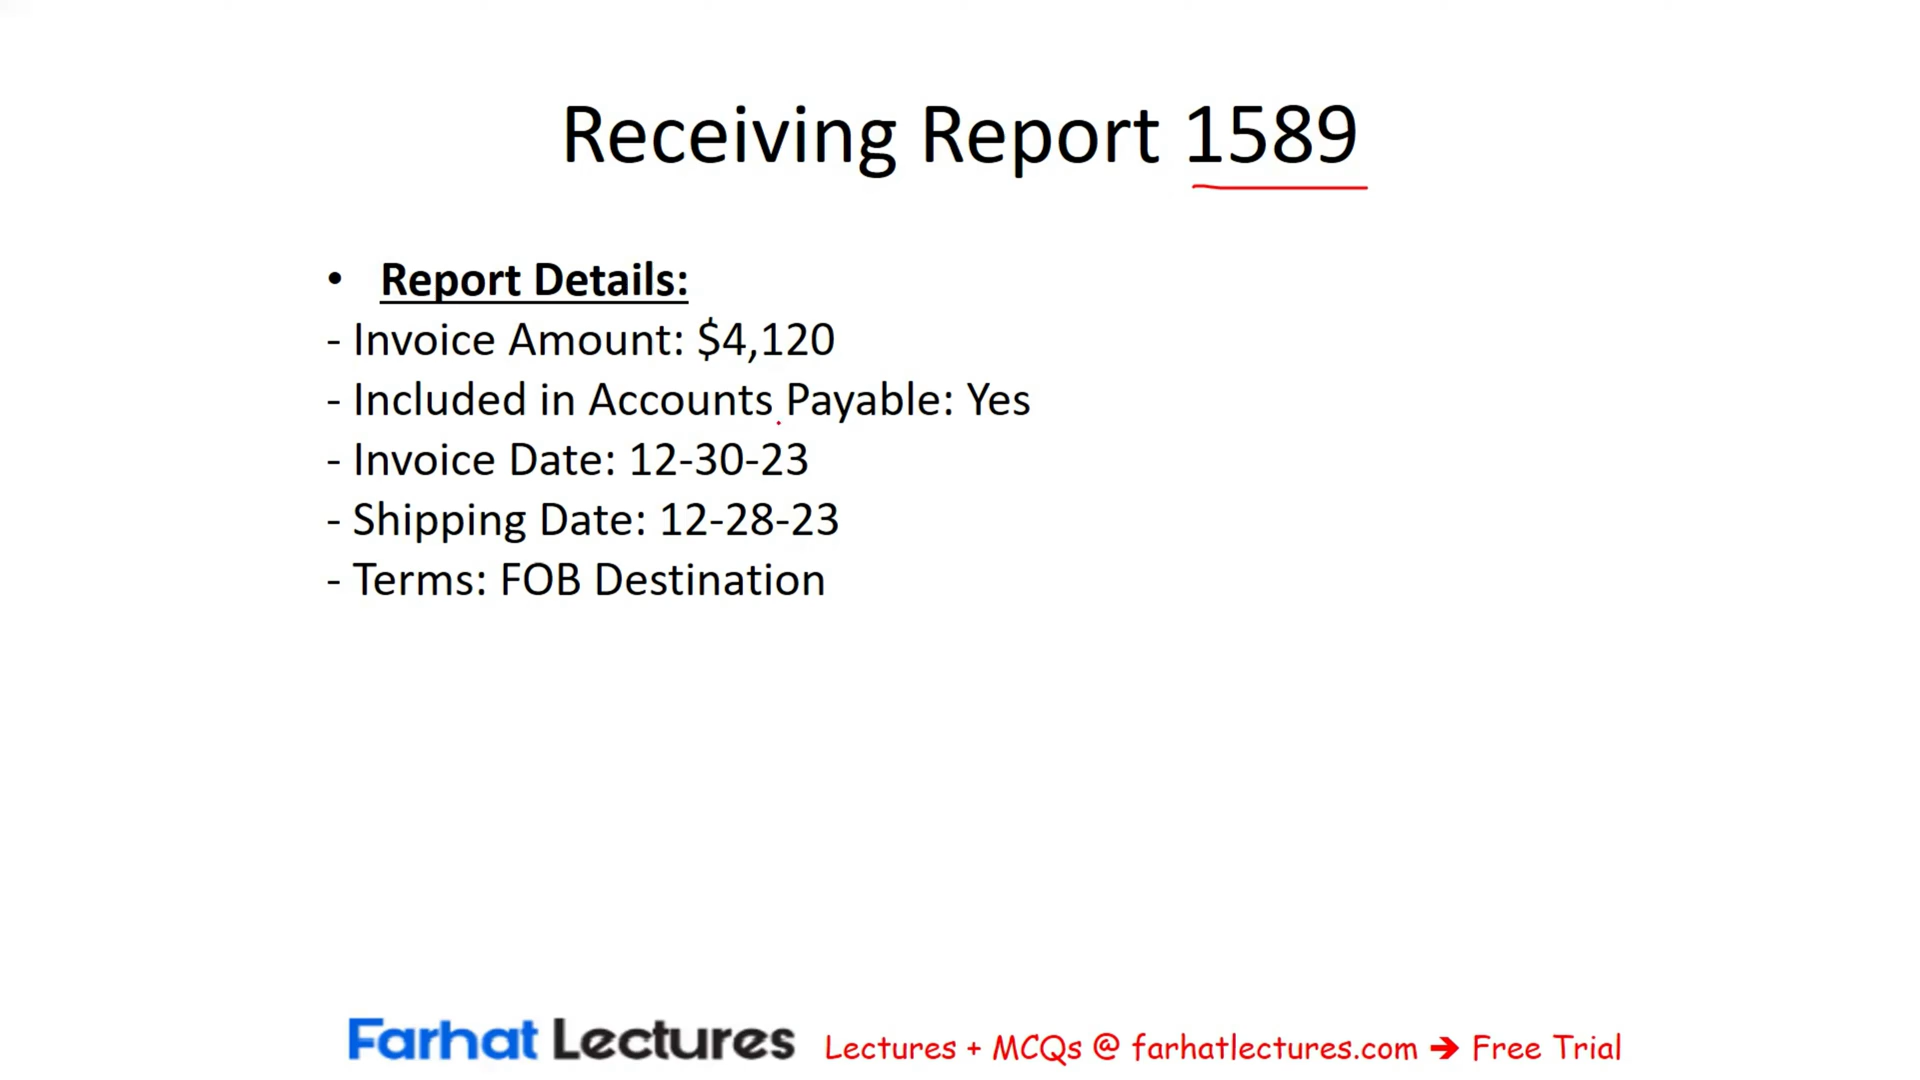 Receiving Report 1589
• Report Details:
- Invoice Amount: $4,120
- Included in Accounts Payable: Yes
- Invoice Date: 12-30-23
- Shipping Date: 12-28-23
- Terms: FOB Destination
Farhat Lectures Lectures + MCQs @ farhatlectures.com → Free Trial